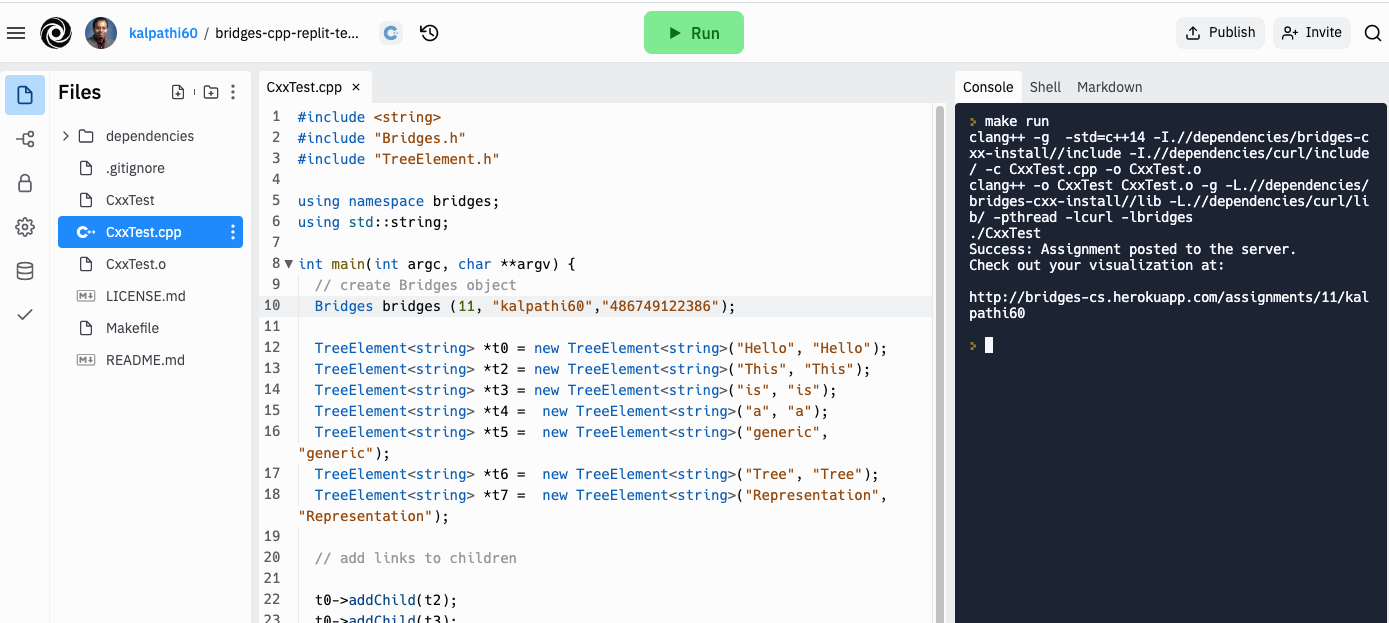 kalpathi60 / bridges-cpp-replit-te...
Run
Publish
Invite
Files
dependencies
.gitignore
CxxTest
CxxTest.cpp
CxxTest.o
LICENSE.md
Makefile
README.md
CxxTest.cpp ×
1 #include <string>
2 #include "Bridges.h"
3 #include "TreeElement.h"
4
5 using namespace bridges;
6 using std::string;
7
8 int main(int argc, char **argv) {
9 // create Bridges object
10 Bridges bridges (11, "kalpathi60","486749122386");
11
12 TreeElement<string> *t0 = new TreeElement<string>("Hello", "Hello");
13 TreeElement<string> *t2 = new TreeElement<string>("This", "This");
14 TreeElement<string> *t3 = new TreeElement<string>("is", "is");
15 TreeElement<string> *t4 =  new TreeElement<string>("a", "a");
16 TreeElement<string> *t5 =  new TreeElement<string>("generic",
"generic");
17 TreeElement<string> *t6 =  new TreeElement<string>("Tree", "Tree");
18 TreeElement<string> *t7 =  new TreeElement<string>("Representation",
"Representation");
19
20 // add links to children
21
22 t0->addChild(t2);
23 t0->addChild(t3);
Console Shell Markdown
> make run
clang++ -g  -std=c++14 -I.//dependencies/bridges-c
xx-install//include -I.//dependencies/curl/include
/ -c CxxTest.cpp -o CxxTest.o
clang++ -o CxxTest CxxTest.o -g -L.//dependencies/
bridges-cxx-install//lib -L.//dependencies/curl/li
b/ -pthread -lcurl -lbridges
./CxxTest
Success: Assignment posted to the server.
Check out your visualization at:
http://bridges-cs.herokuapp.com/assignments/11/kal
pathi60
>